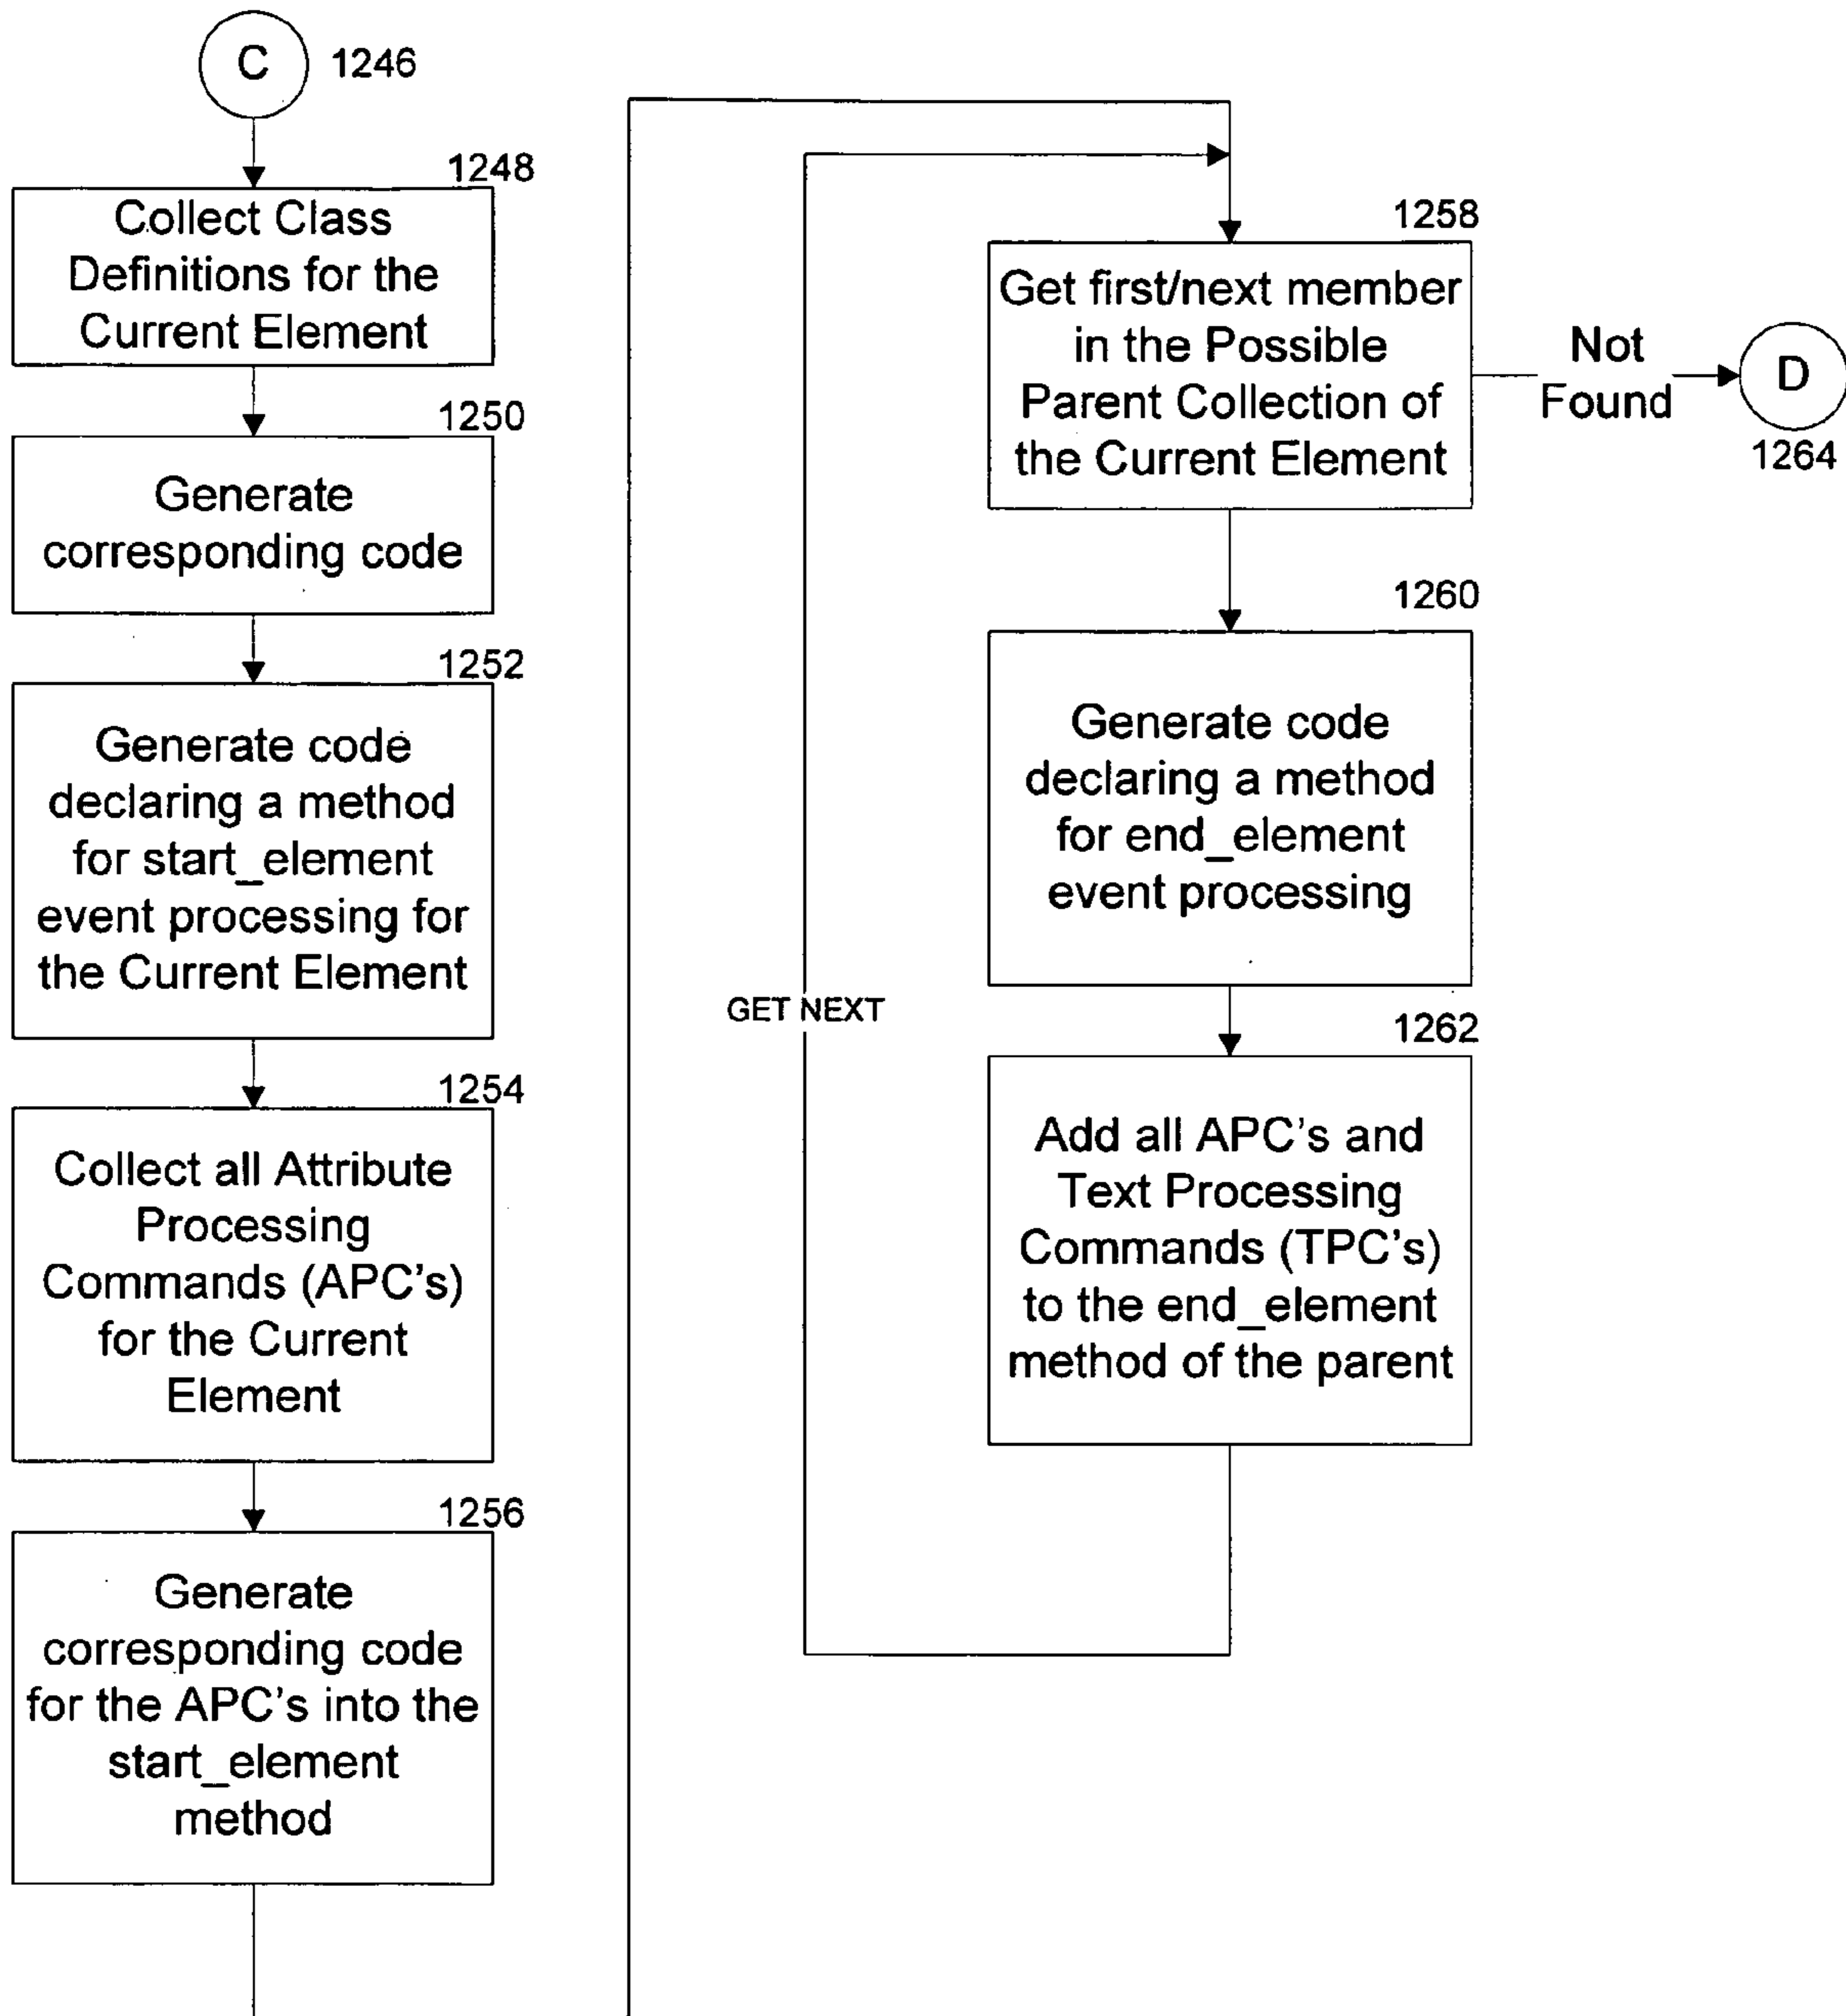 C
1246
1248
Collect Class
Definitions for the
Current Element
1250
Generate
corresponding code
1252
Generate code
declaring a method
for start_element
event processing for
the Current Element
1254
Collect all Attribute
Processing
Commands (APC's)
for the Current
Element
1256
Generate
corresponding code
for the APC's into the
start_element
method
1258
Get first/next member
in the Possible
Parent Collection of
the Current Element
Not
Found
D
1264
1260
Generate code
declaring a method
for end_element
event processing
GET NEXT
1262
Add all APC's and
Text Processing
Commands (TPC's)
to the end_element
method of the parent